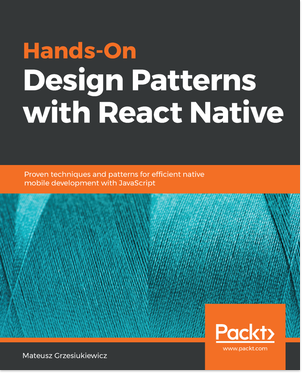 Hands-On
Design Patterns
with React Native
Proven techniques and patterns for efficient native
mobile development with JavaScript
Packt>
www.packt.com
Mateusz Grzesiukiewicz